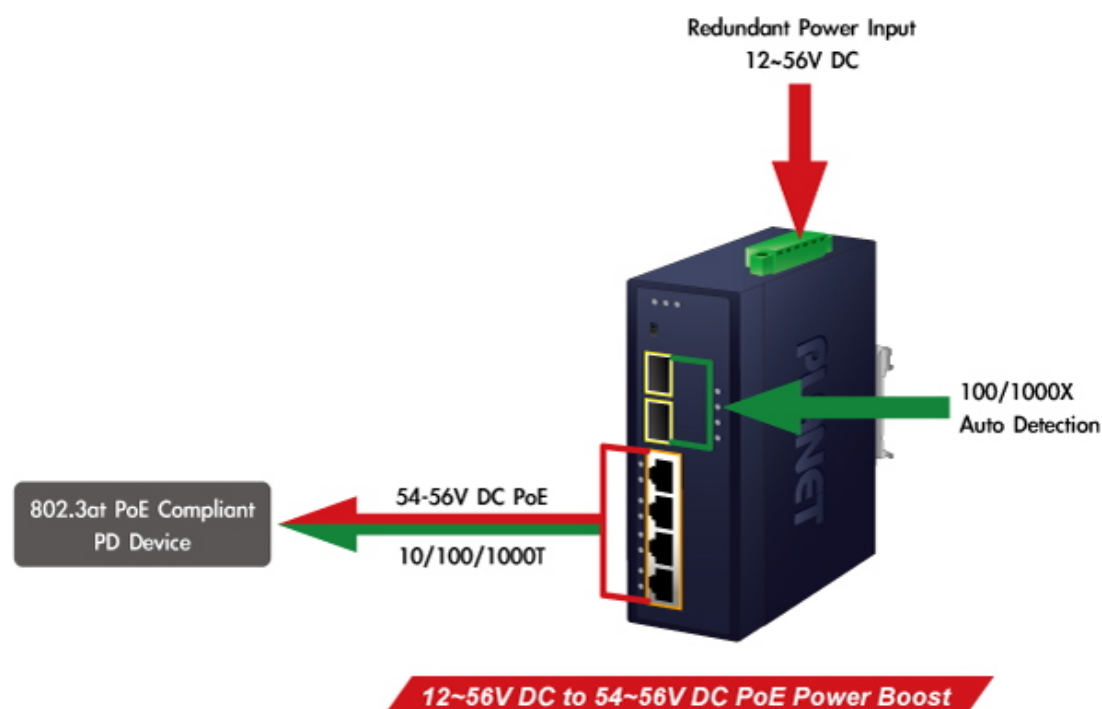 Redundant Power Input
12~56V DC
PLANET
100/1000X
Auto Detection
54-56V DC PoE
10/100/1000T
802.3at PoE Compliant
PD Device
12~56V DC to 54~56V DC PoE Power Boost